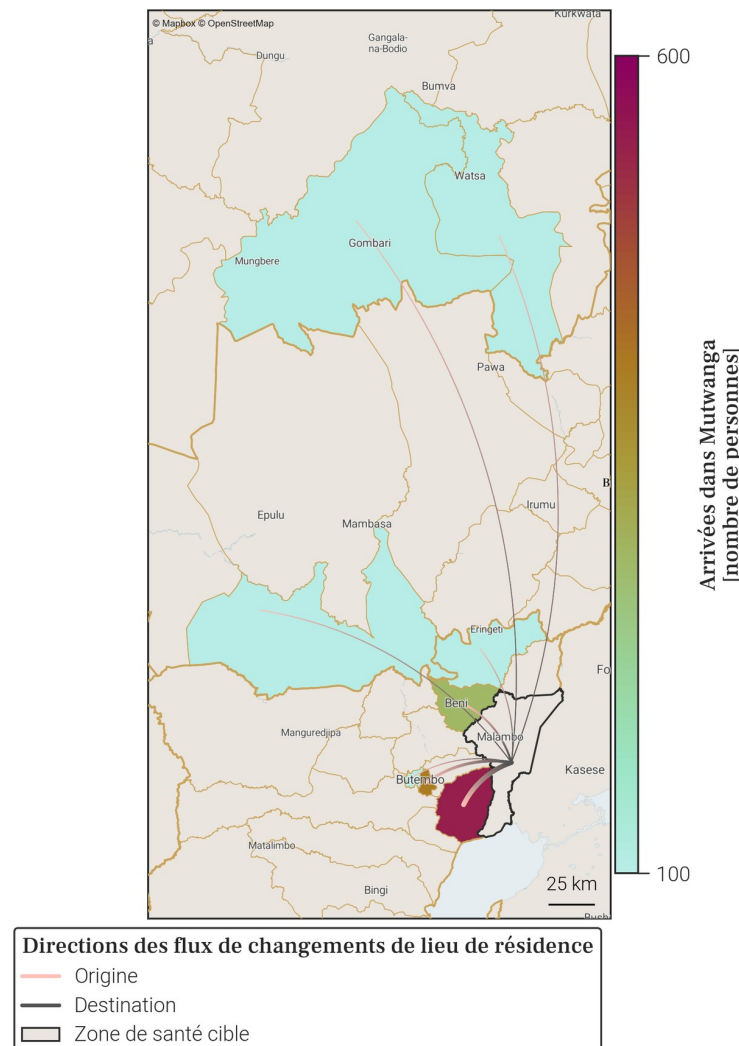 © Mapbox © OpenStreetMap
Kurkwata
Gangala-
na-Bodio
Dungu
Bumva
Watsa
Gombari
Mungbere
Pawa
Epulu
Mambasa
Irumu
B
Eringeti
Fo
Beni
Malambo
Manguredjipa
Butembo
Kasese
Matalimbo
Bingi
25 km
600
100
Arrivées dans Mutwanga
[nombre de personnes]
Directions des flux de changements de lieu de résidence
Origine
Destination
Zone de santé cible